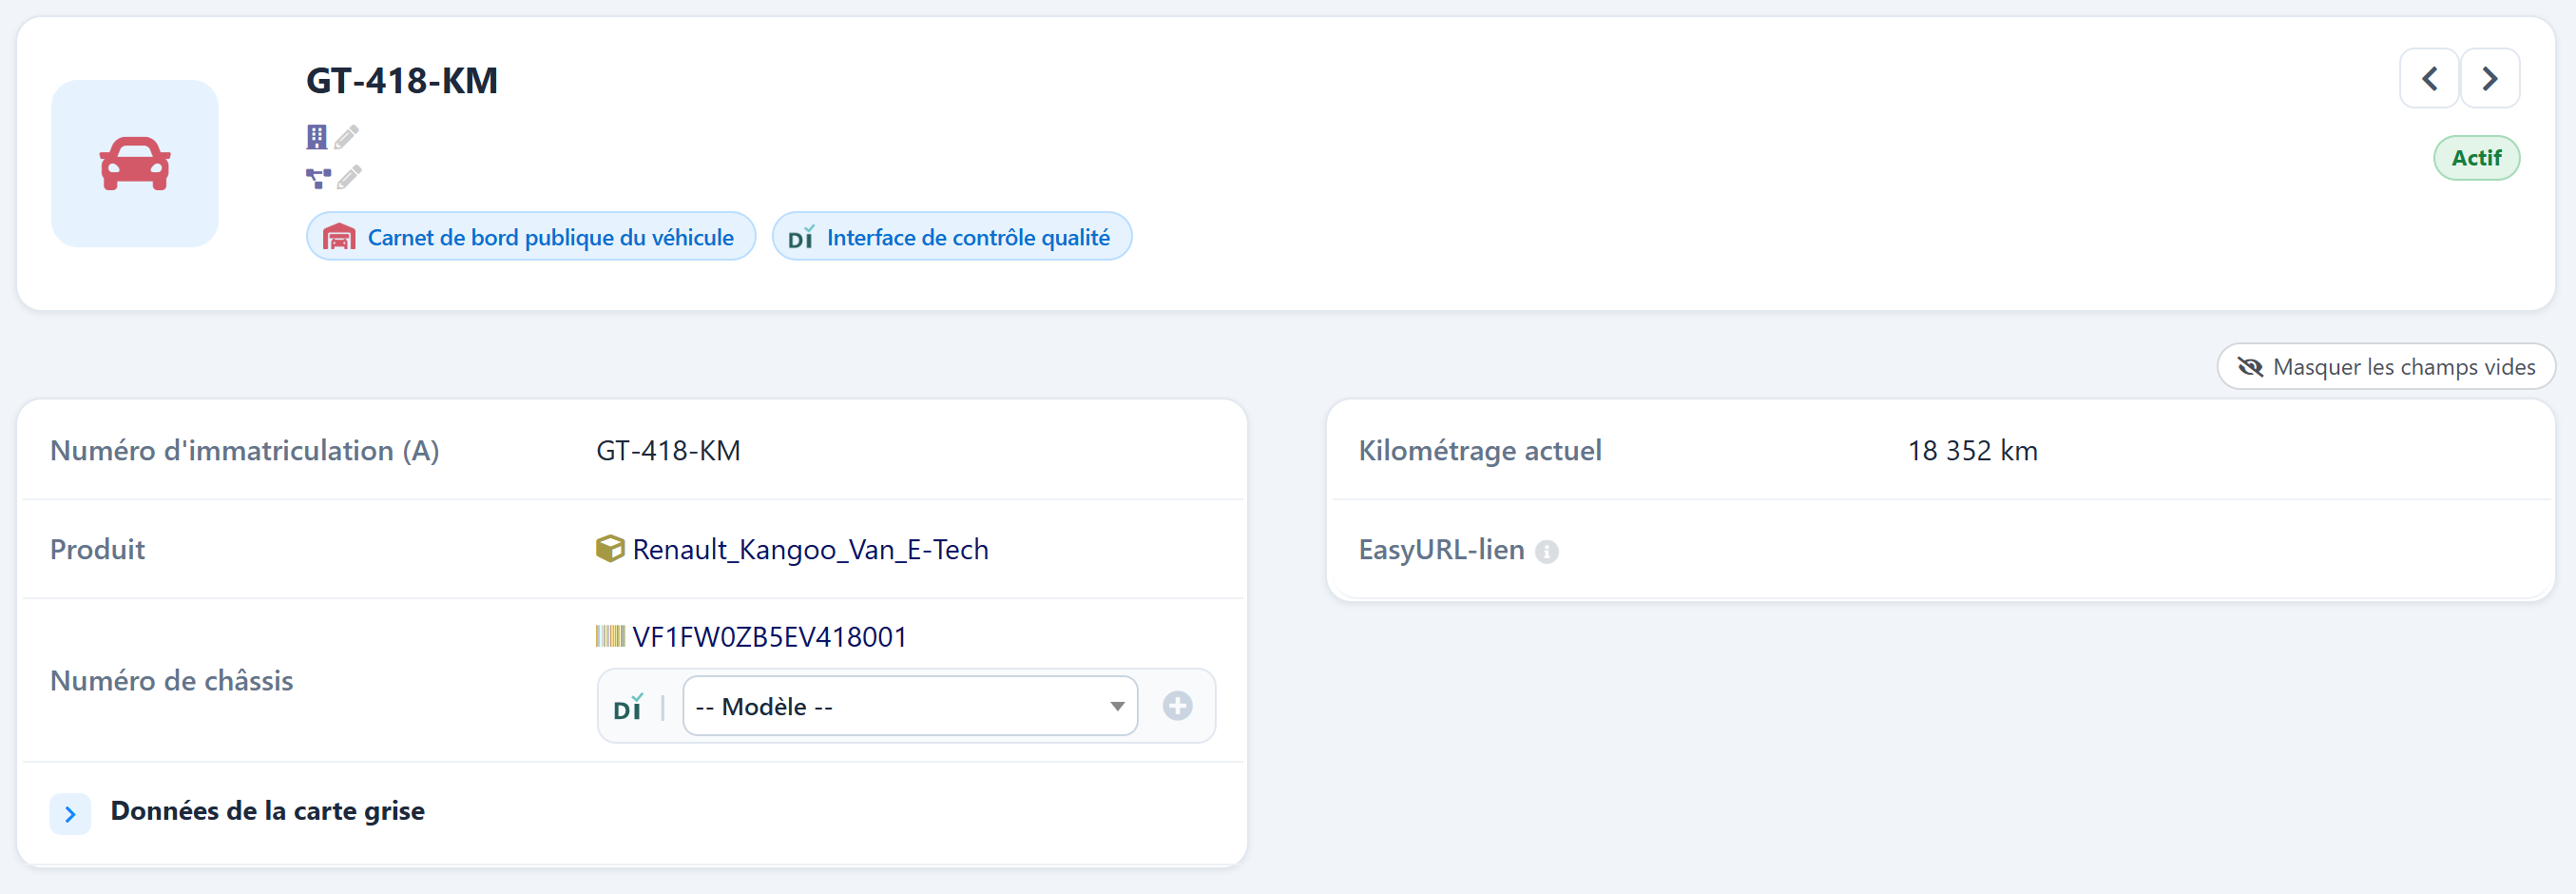 GT-418-KM
Actif
Carnet de bord publique du véhicule
Di Interface de contrôle qualité
Masquer les champs vides
Numéro d'immatriculation (A) GT-418-KM
Produit Renault_Kangoo_Van_E-Tech
Numéro de châssis VF1FW0ZB5EV418001
Di | -- Modèle --
Données de la carte grise
Kilométrage actuel 18 352 km
EasyURL-lien